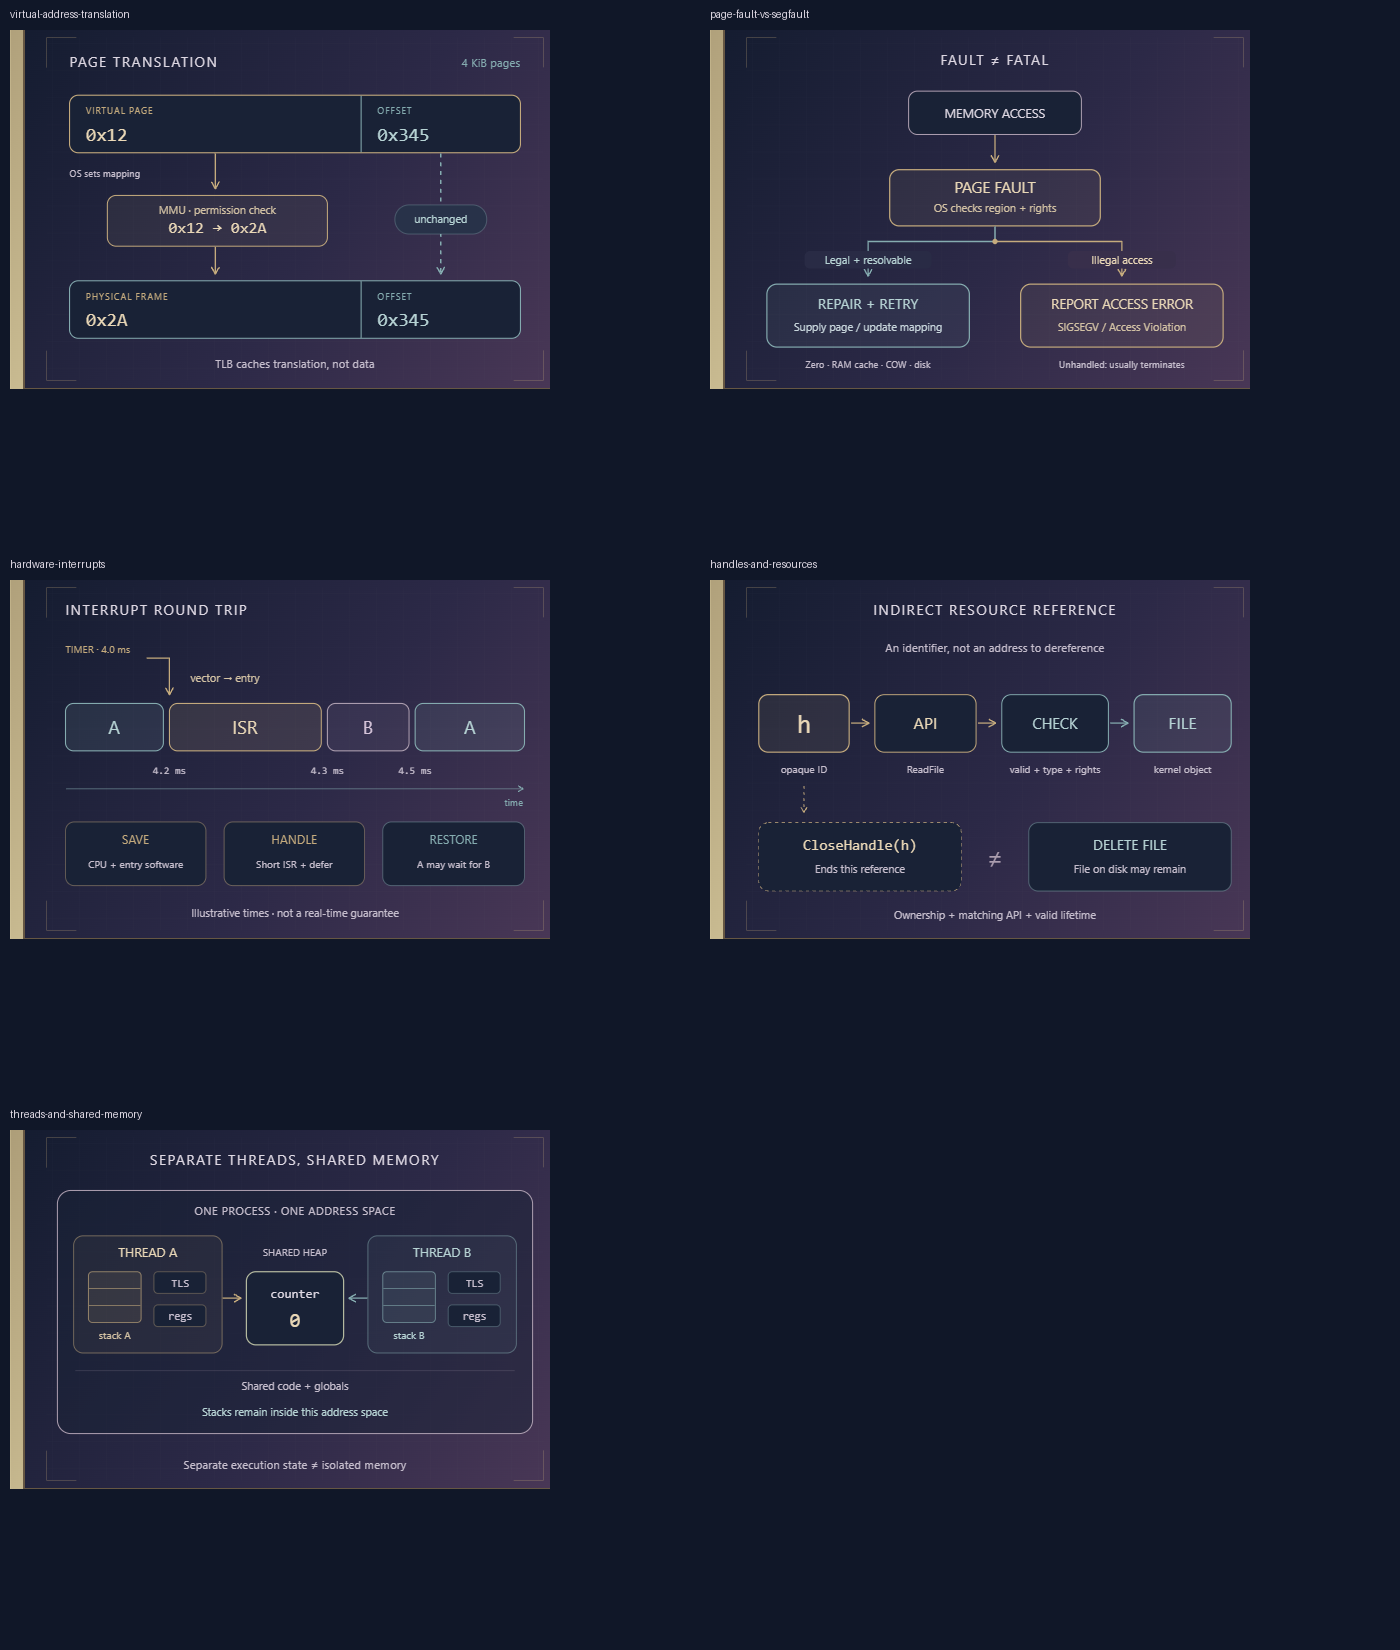 virtual-address-translation
PAGE TRANSLATION
4 KiB pages
VIRTUAL PAGE
OFFSET
0x12
0x345
OS sets mapping
MMU · permission check
0x12 → 0x2A
unchanged
PHYSICAL FRAME
OFFSET
0x2A
0x345
TLB caches translation, not data
page-fault-vs-segfault
FAULT ≠ FATAL
MEMORY ACCESS
PAGE FAULT
OS checks region + rights
Legal + resolvable
Illegal access
REPAIR + RETRY
Supply page / update mapping
REPORT ACCESS ERROR
SIGSEGV / Access Violation
Zero · RAM cache · COW · disk
Unhandled: usually terminates
hardware-interrupts
INTERRUPT ROUND TRIP
TIMER · 4.0 ms
vector → entry
A
ISR
B
A
4.2 ms
4.3 ms
4.5 ms
time
SAVE
CPU + entry software
HANDLE
Short ISR + defer
RESTORE
A may wait for B
Illustrative times · not a real-time guarantee
handles-and-resources
INDIRECT RESOURCE REFERENCE
An identifier, not an address to dereference
h
API
CHECK
FILE
opaque ID
ReadFile
valid + type + rights
kernel object
CloseHandle(h)
Ends this reference
≠
DELETE FILE
File on disk may remain
Ownership + matching API + valid lifetime
threads-and-shared-memory
SEPARATE THREADS, SHARED MEMORY
ONE PROCESS · ONE ADDRESS SPACE
THREAD A
TLS
regs
stack A
SHARED HEAP
counter
0
THREAD B
TLS
regs
stack B
Shared code + globals
Stacks remain inside this address space
Separate execution state ≠ isolated memory